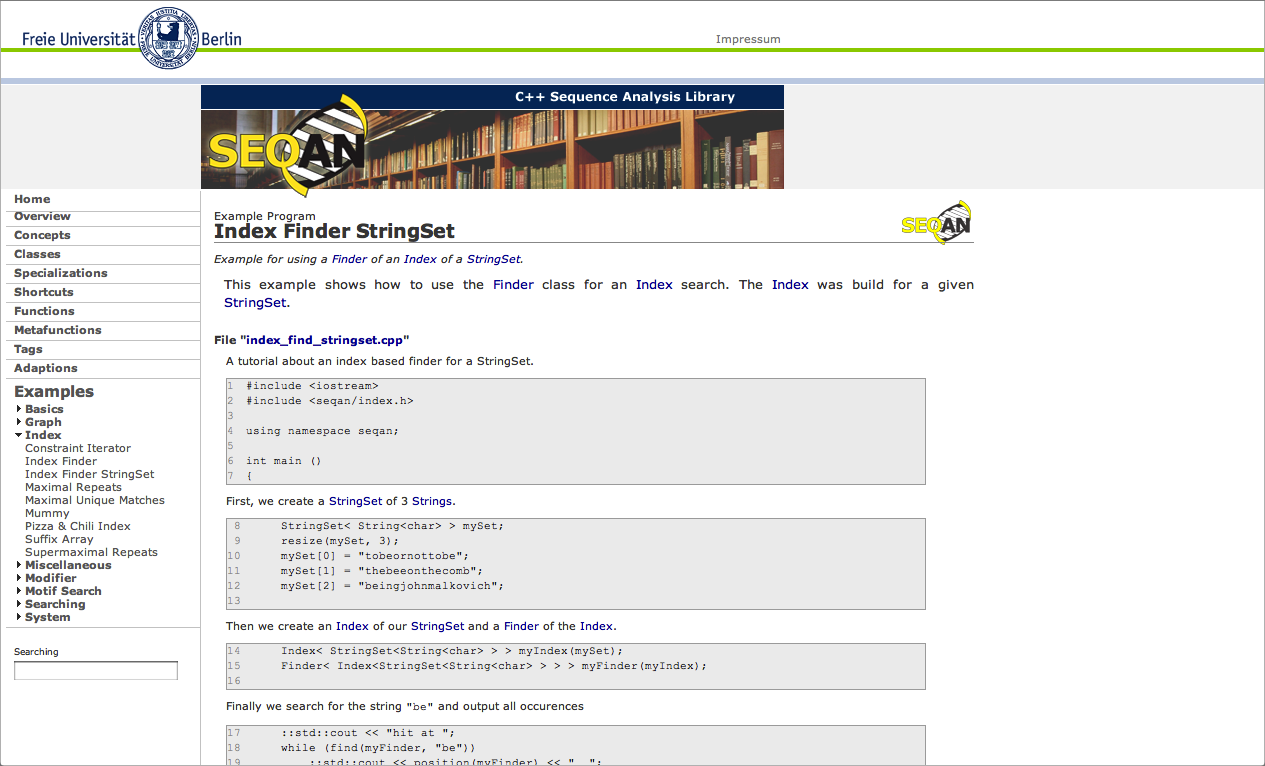 Freie Universität Berlin
Impressum
C++ Sequence Analysis Library
SEQAN
Home
Overview
Concepts
Classes
Specializations
Shortcuts
Functions
Metafunctions
Tags
Adaptions
Examples
Basics
Graph
Index
Constraint Iterator
Index Finder
Index Finder StringSet
Maximal Repeats
Maximal Unique Matches
Mummy
Pizza & Chili Index
Suffix Array
Supermaximal Repeats
Miscellaneous
Modifier
Motif Search
Searching
System
Searching
Example Program
Index Finder StringSet
SEQAN
Example for using a Finder of an Index of a StringSet.
This example shows how to use the Finder class for an Index search. The Index was build for a given
StringSet.
File "index_find_stringset.cpp"
A tutorial about an index based finder for a StringSet.
1 #include <iostream>
2 #include <seqan/index.h>
3
4 using namespace seqan;
5
6 int main ()
7 {
First, we create a StringSet of 3 Strings.
8 StringSet< String<char> > mySet;
9 resize(mySet, 3);
10 mySet[0] = "tobeornottobe";
11 mySet[1] = "thebeeonthecomb";
12 mySet[2] = "beingjohnmalkovich";
13
Then we create an Index of our StringSet and a Finder of the Index.
14 Index< StringSet<String<char> > > myIndex(mySet);
15 Finder< Index<StringSet<String<char> > > > myFinder(myIndex);
16
Finally we search for the string "be" and output all occurences
17 ::std::cout << "hit at ";
18 while (find(myFinder, "be"))
19 ::std::cout << position(myFinder) << "  ";